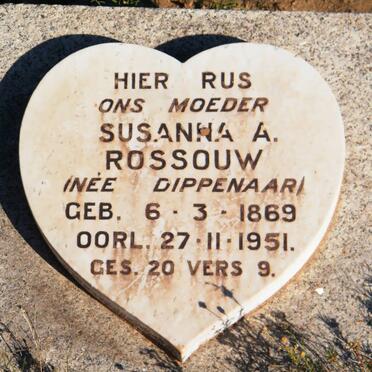 HIER RUS
ONS MOEDER
SUSANNA A.
ROSSOUW
(NÉE DIPPENAAR)
GEB. 6·3·1869
OORL. 27·11·1951.
GES. 20 VERS 9.